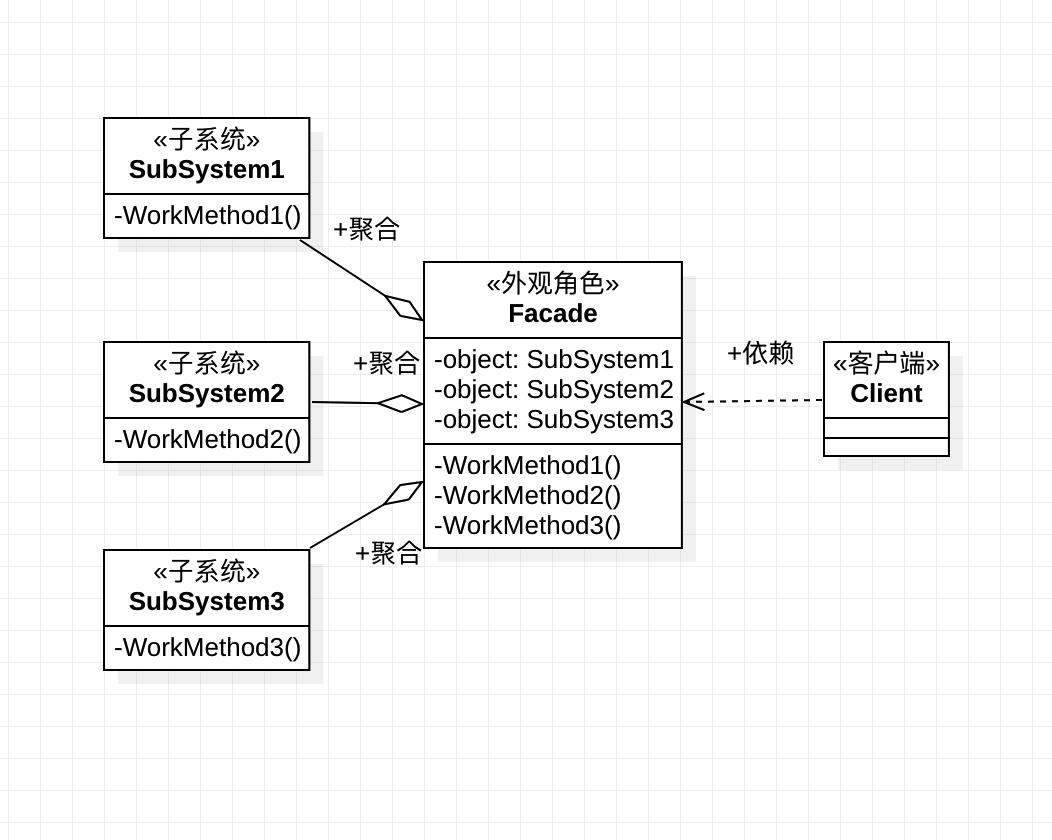 «子系统»
SubSystem1
-WorkMethod1()
+聚合
«子系统»
SubSystem2
-WorkMethod2()
+聚合
«子系统»
SubSystem3
-WorkMethod3()
+聚合
«外观角色»
Facade
-object: SubSystem1
-object: SubSystem2
-object: SubSystem3
-WorkMethod1()
-WorkMethod2()
-WorkMethod3()
+依赖
«客户端»
Client